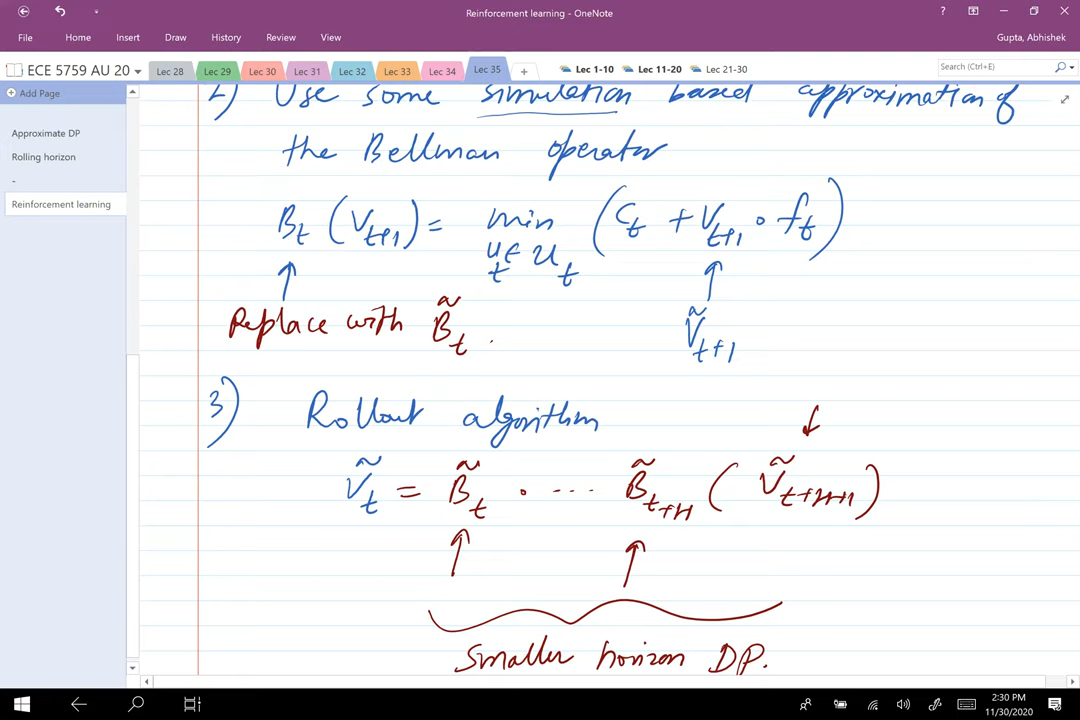 Reinforcement learning - OneNote
?
File Home Insert Draw History Review View
Gupta, Abhishek
ECE 5759 AU 20
Lec 28 Lec 29 Lec 30 Lec 31 Lec 32 Lec 33 Lec 34 Lec 35 +
Lec 1-10 Lec 11-20 Lec 21-30
Search (Ctrl+E)
Add Page
Approximate DP
Rolling horizon
-
Reinforcement learning
2) Use some simulation based approximation of
the Bellman operator
B_t (V_{t+1}) = min_{u_t ∈ U_t} (C_t + V_{t+1} ∘ f_t)
Replace with B̃_t .
Ṽ_{t+1}
3) Rollout algorithm
Ṽ_t = B̃_t . ... B̃_{t+H} ( Ṽ_{t+H+1} )
Smaller horizon DP.
2:30 PM
11/30/2020